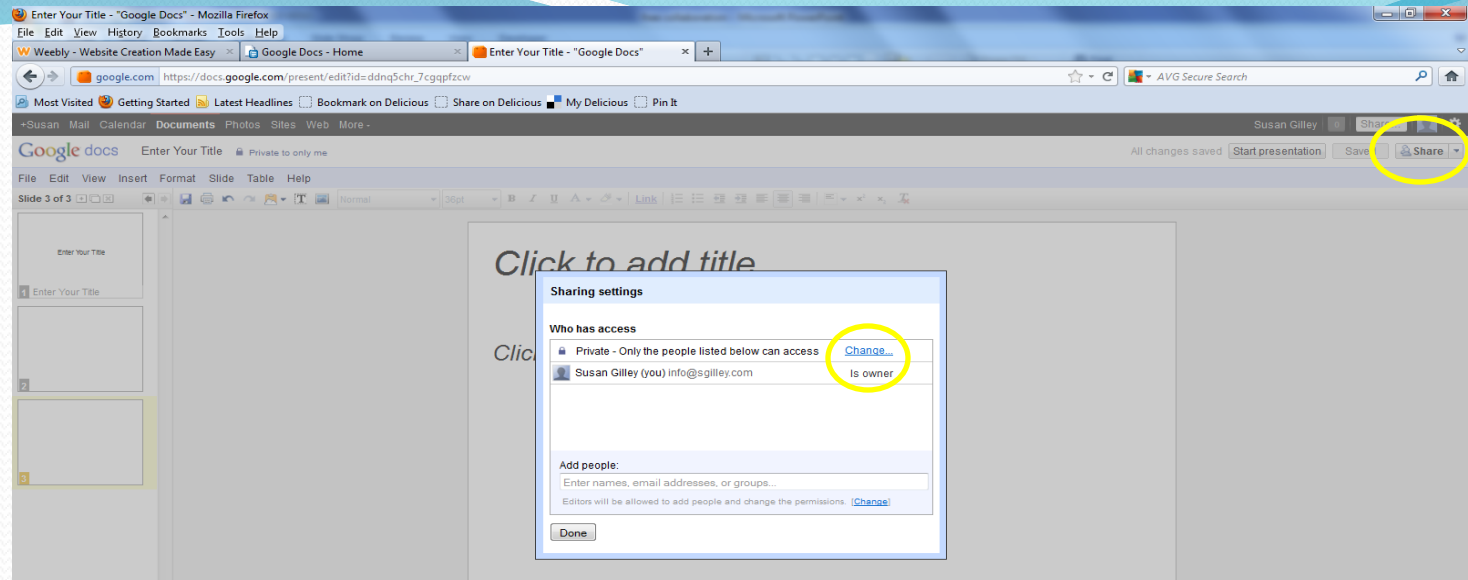 Enter Your Title - "Google Docs" - Mozilla Firefox
File Edit View History Bookmarks Tools Help
Weebly - Website Creation Made Easy × Google Docs - Home × Enter Your Title - "Google Docs" × +
google.com https://docs.google.com/present/edit?id=ddnq5chr_7cgqpfzcw AVG Secure Search
Most Visited Getting Started Latest Headlines Bookmark on Delicious Share on Delicious My Delicious Pin It
+Susan Mail Calendar Documents Photos Sites Web More - Susan Gilley 0
Google docs Enter Your Title Private to only me All changes saved Start presentation Share
File Edit View Insert Format Slide Table Help
Slide 3 of 3 Normal 36pt B I U A Link
Enter Your Title
1 Enter Your Title
2
3
Click to add title
Clic
Sharing settings
Who has access
Private - Only the people listed below can access Change...
Susan Gilley (you) info@sgilley.com Is owner
Add people:
Enter names, email addresses, or groups...
Editors will be allowed to add people and change the permissions. [Change]
Done